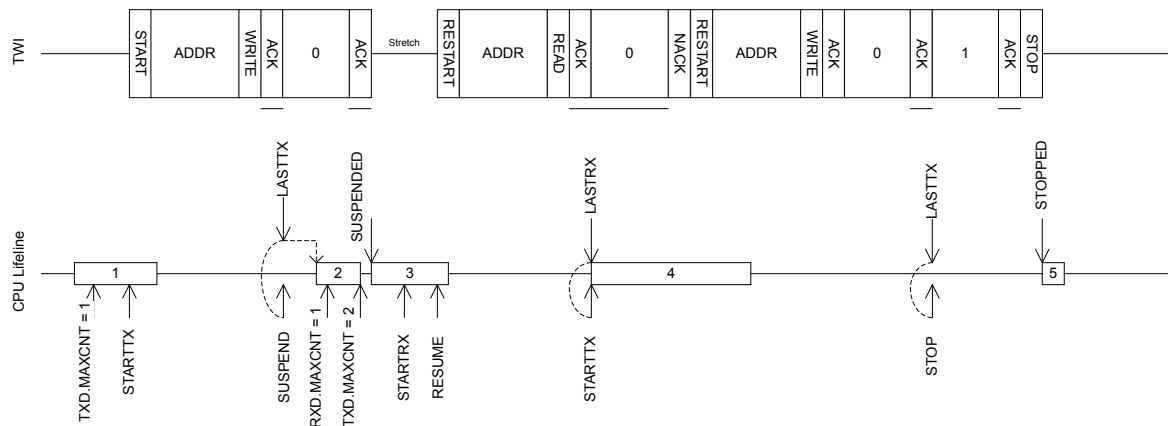 TWI
START
ADDR
WRITE
ACK
0
ACK
Stretch
RESTART
ADDR
READ
ACK
0
NACK
RESTART
ADDR
WRITE
ACK
0
ACK
1
ACK
STOP
CPU Lifeline
LASTTX
SUSPENDED
LASTRX
LASTTX
STOPPED
1
2
3
4
5
TXD.MAXCNT = 1
STARTTX
SUSPEND
RXD.MAXCNT = 1
TXD.MAXCNT = 2
STARTRX
RESUME
STARTTX
STOP